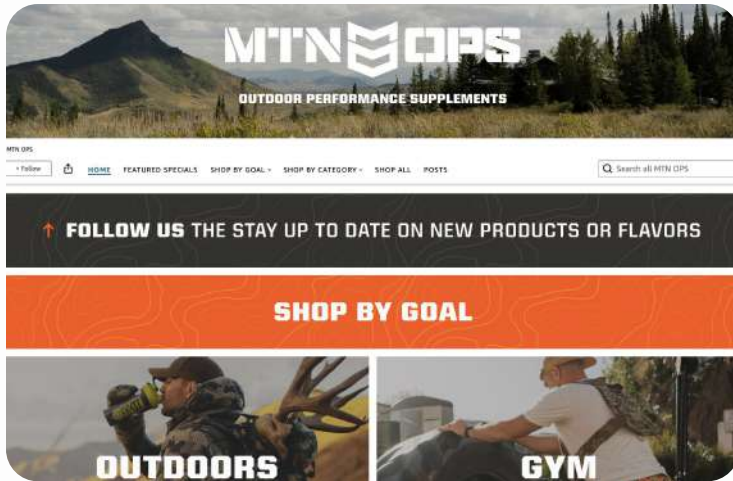 MTN OPS
OUTDOOR PERFORMANCE SUPPLEMENTS
MTN OPS
+ Follow
HOME FEATURED SPECIALS SHOP BY GOAL SHOP BY CATEGORY SHOP ALL POSTS
Search all MTN OPS
↑ FOLLOW US THE STAY UP TO DATE ON NEW PRODUCTS OR FLAVORS
SHOP BY GOAL
OUTDOORS
GYM